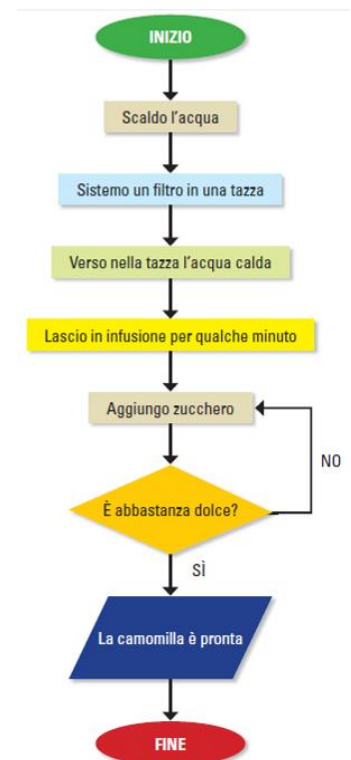 INIZIO
Scaldo l'acqua
Sistemo un filtro in una tazza
Verso nella tazza l'acqua calda
Lascio in infusione per qualche minuto
Aggiungo zucchero
NO
È abbastanza dolce?
SÌ
La camomilla è pronta
FINE